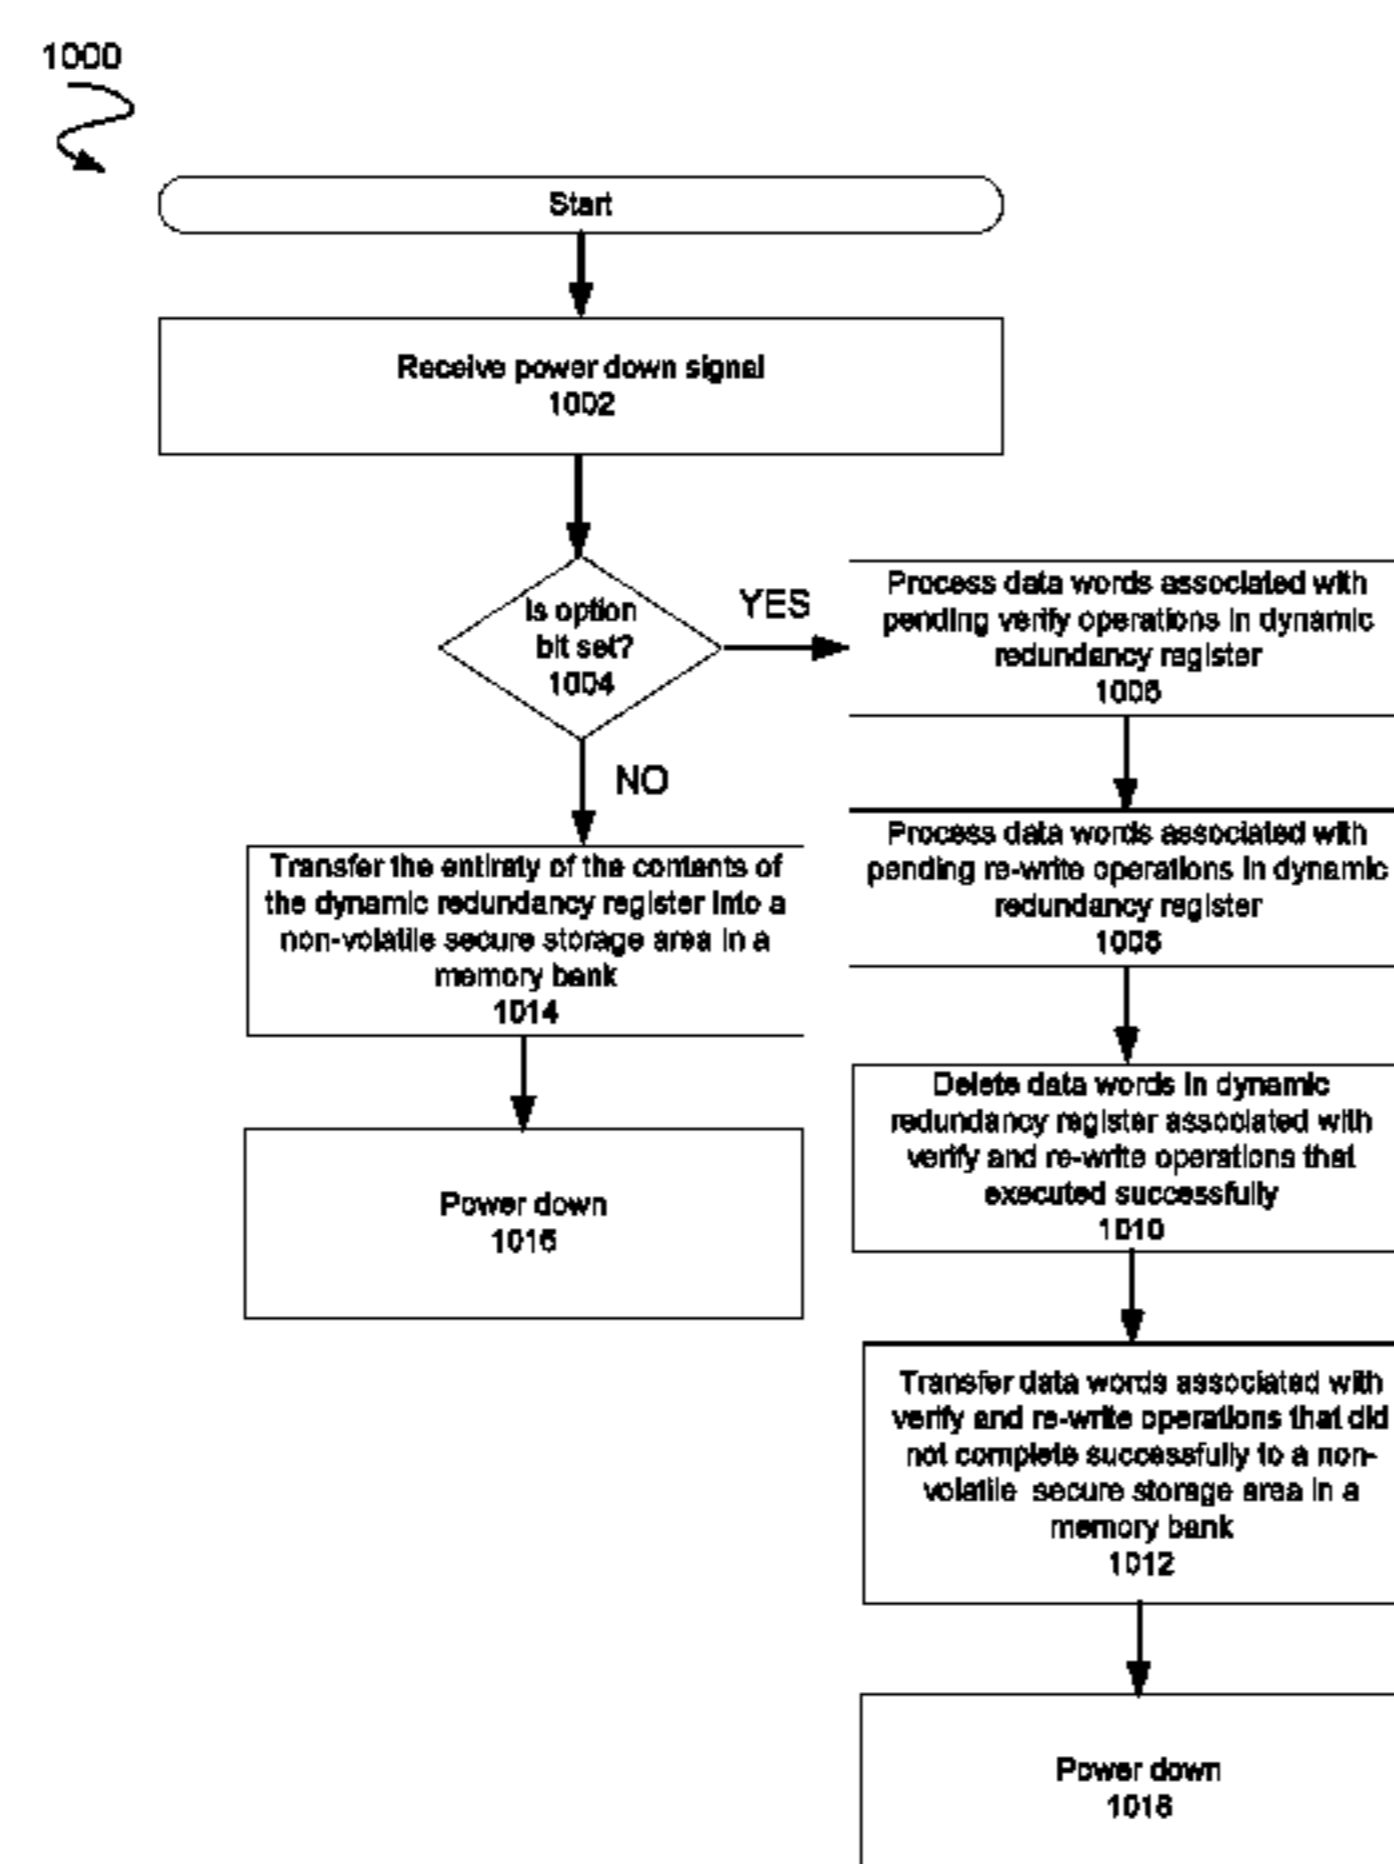 1000
Start
Receive power down signal
1002
Is option
bit set?
1004
YES
NO
Process data words associated with
pending verify operations in dynamic
redundancy register
1006
Process data words associated with
pending re-write operations in dynamic
redundancy register
1008
Delete data words in dynamic
redundancy register associated with
verify and re-write operations that
executed successfully
1010
Transfer data words associated with
verify and re-write operations that did
not complete successfully to a non-
volatile secure storage area in a
memory bank
1012
Power down
1018
Transfer the entirety of the contents of
the dynamic redundancy register into a
non-volatile secure storage area in a
memory bank
1014
Power down
1016